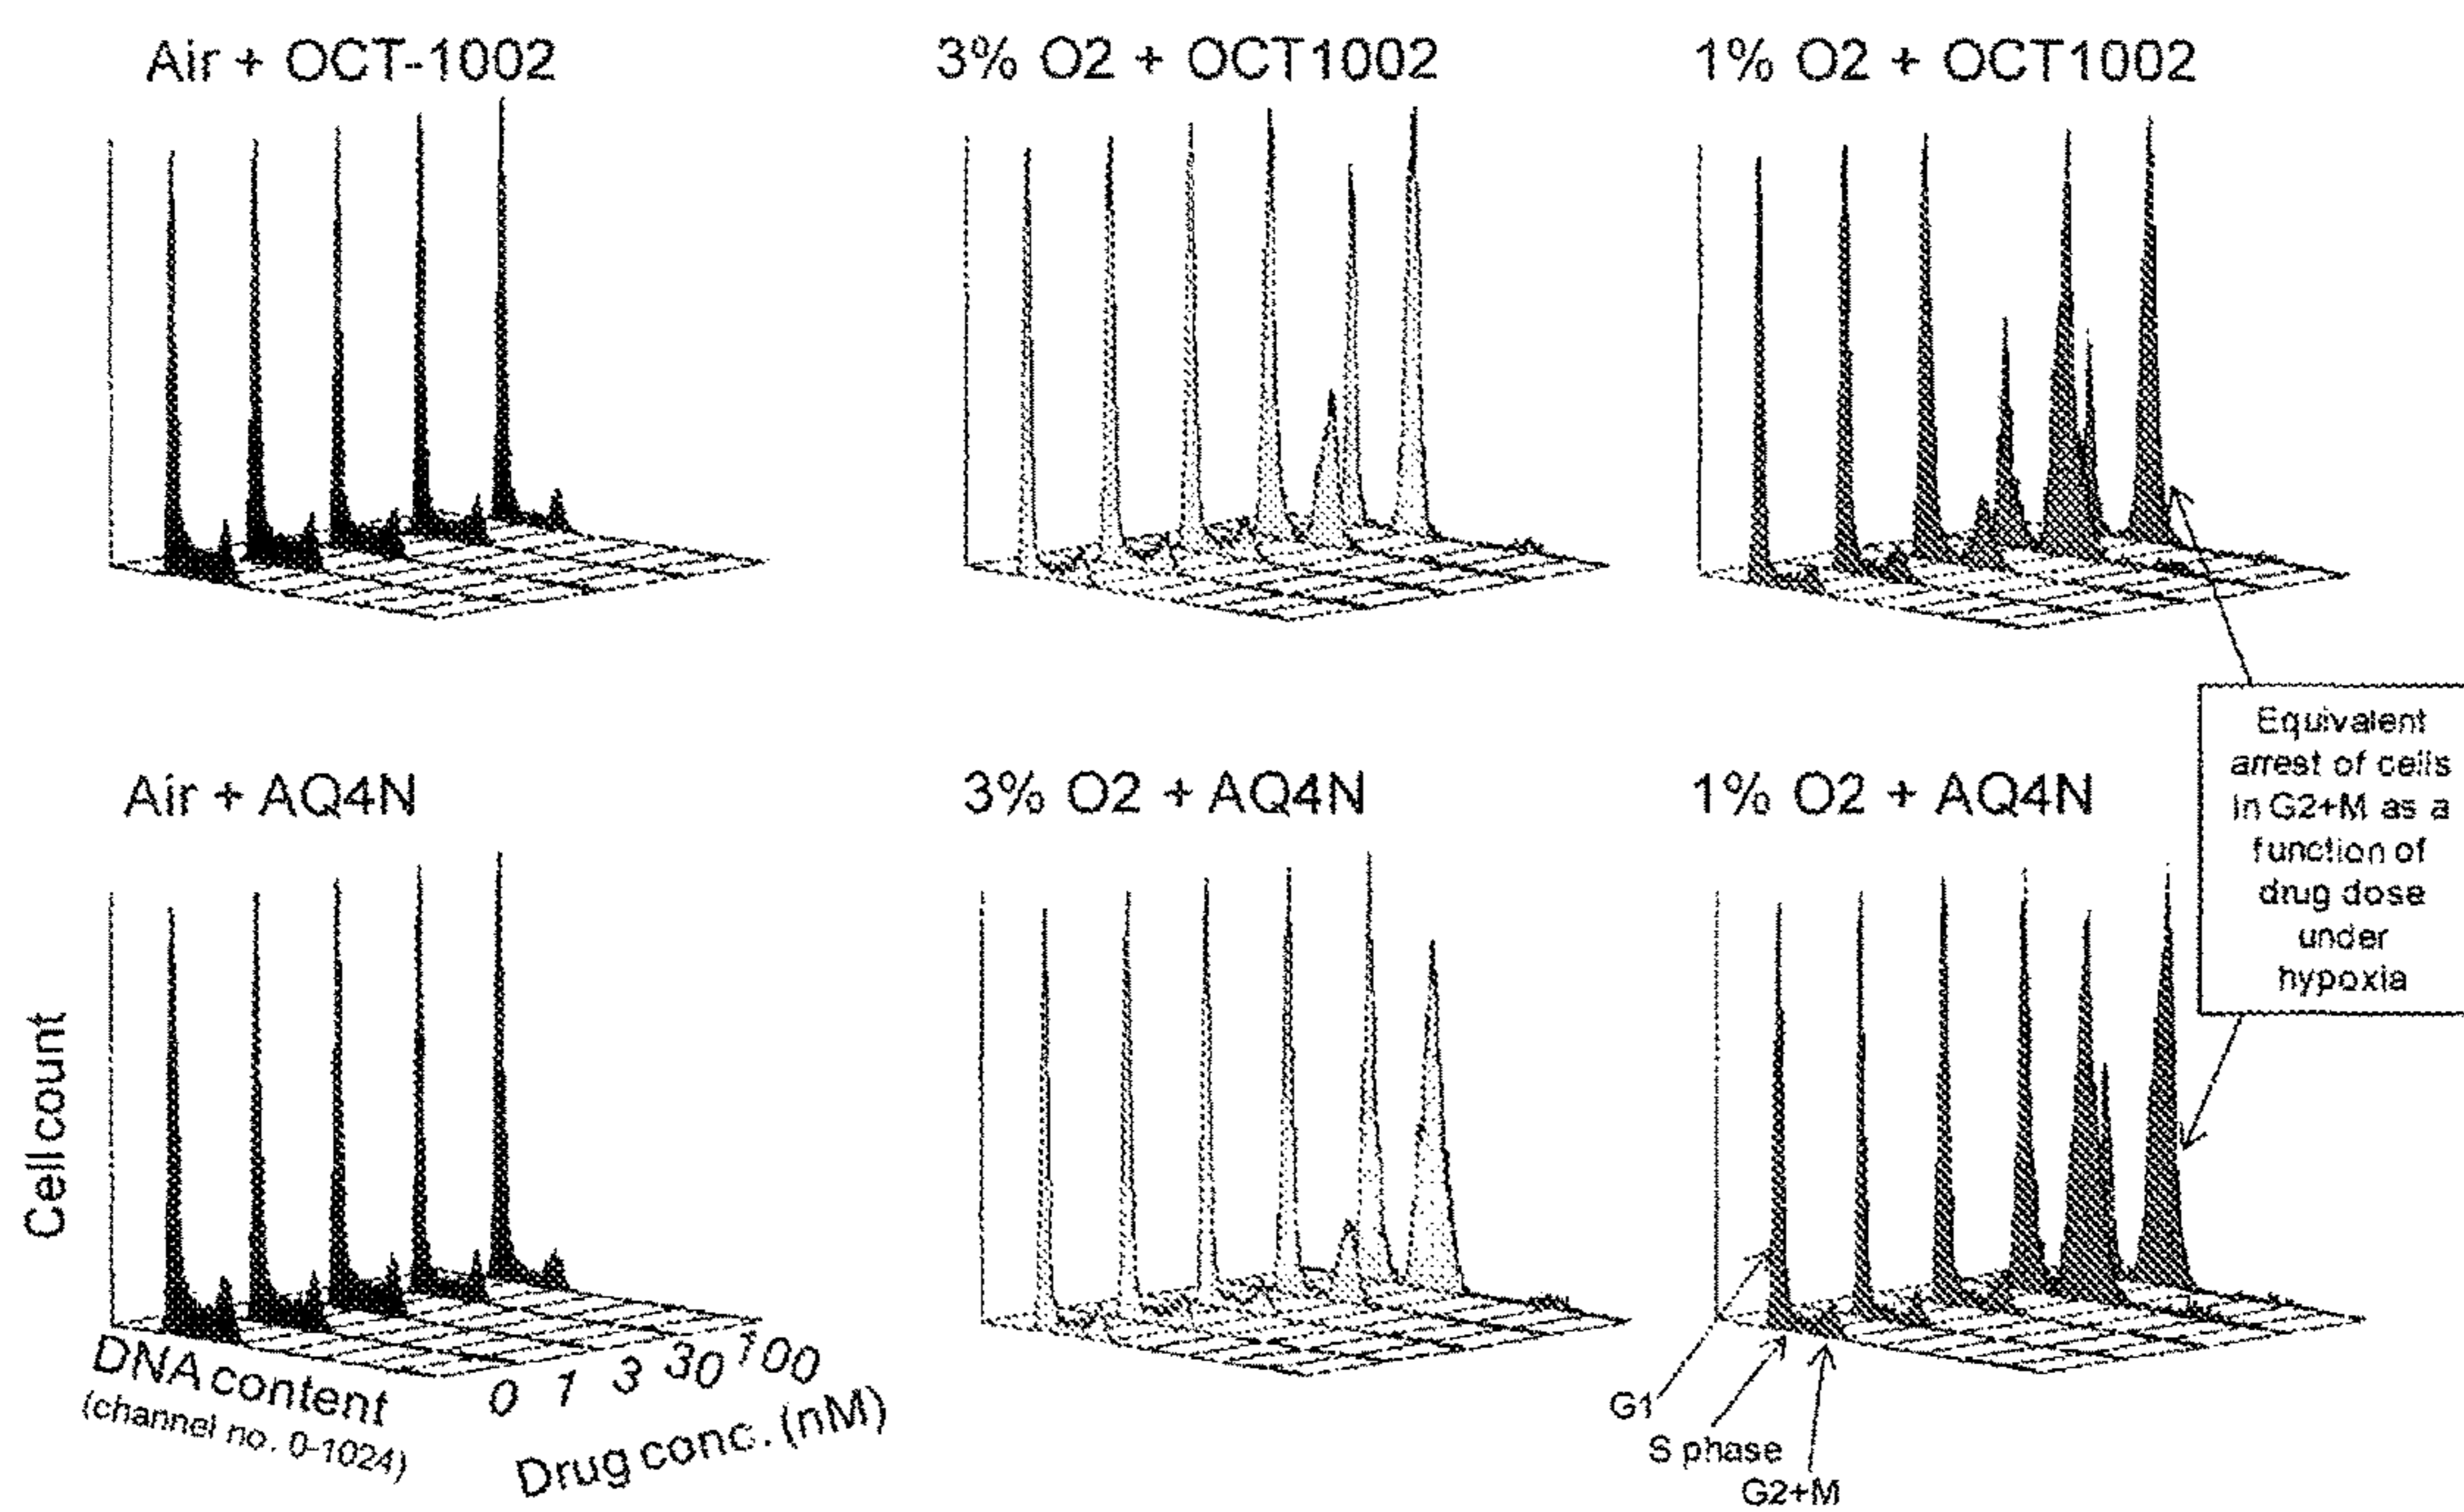 Air + OCT-1002
3% O2 + OCT1002
1% O2 + OCT1002
Equivalent
arrest of cells
in G2+M as a
function of
drug dose
under
hypoxia
Air + AQ4N
3% O2 + AQ4N
1% O2 + AQ4N
Cell count
DNA content
(channel no. 0-1024)
0 1 3 30 100
Drug conc. (nM)
G1
S phase
G2+M